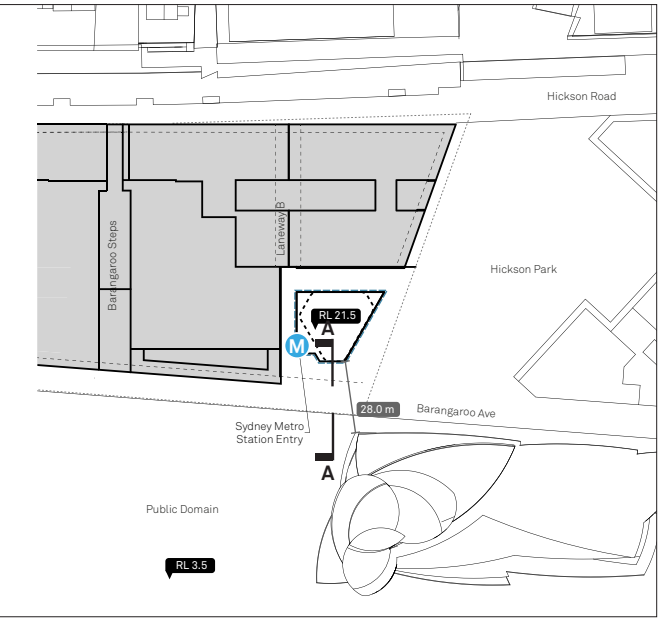 Hickson Road
Barangaroo Steps
Laneway B
Hickson Park
RL 21.5
A
M
28.0 m
Barangaroo Ave
Sydney Metro
Station Entry
A
Public Domain
RL 3.5